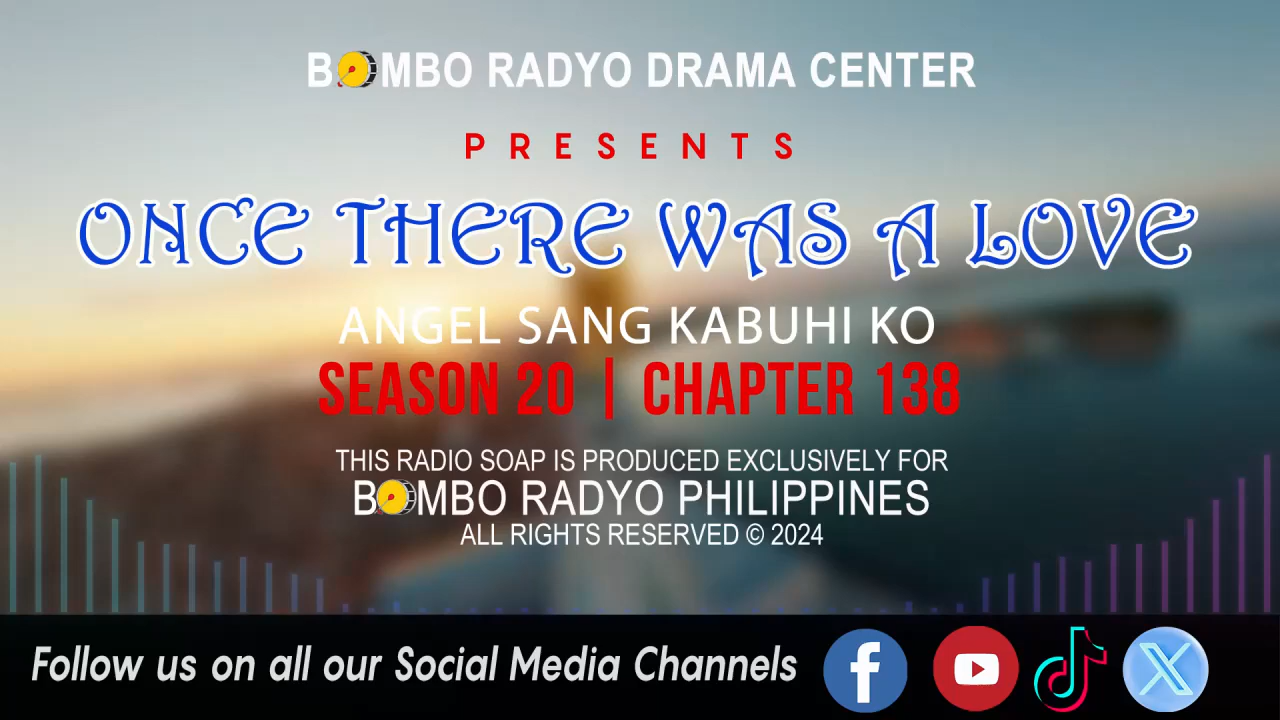 BOMBO RADYO DRAMA CENTER
PRESENTS
ONCE THERE WAS A LOVE
ANGEL SANG KABUHI KO
SEASON 20 | CHAPTER 138
THIS RADIO SOAP IS PRODUCED EXCLUSIVELY FOR
BOMBO RADYO PHILIPPINES
ALL RIGHTS RESERVED © 2024
Follow us on all our Social Media Channels